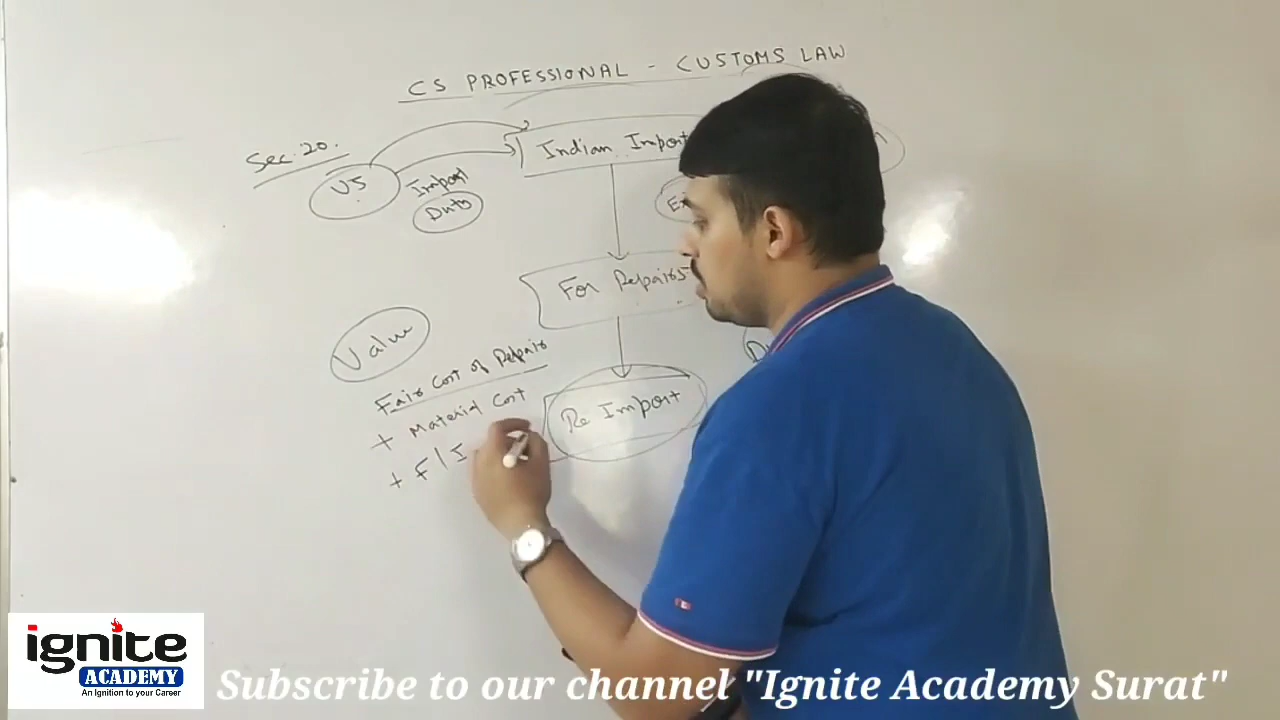 CS PROFESSIONAL - CUSTOMS LAW
Sec. 20.
US
Import
Duty
Indian Import
For Repairs
Value
Fair Cost of Repair
+ Material Cost
+ F/I
Re Import
ignite
ACADEMY
An Ignition to your Career
Subscribe to our channel "Ignite Academy Surat"